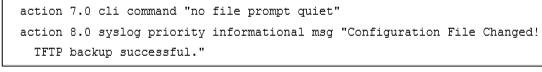 action 7.0 cli command "no file prompt quiet"
action 8.0 syslog priority informational msg "Configuration File Changed!
TFTP backup successful."